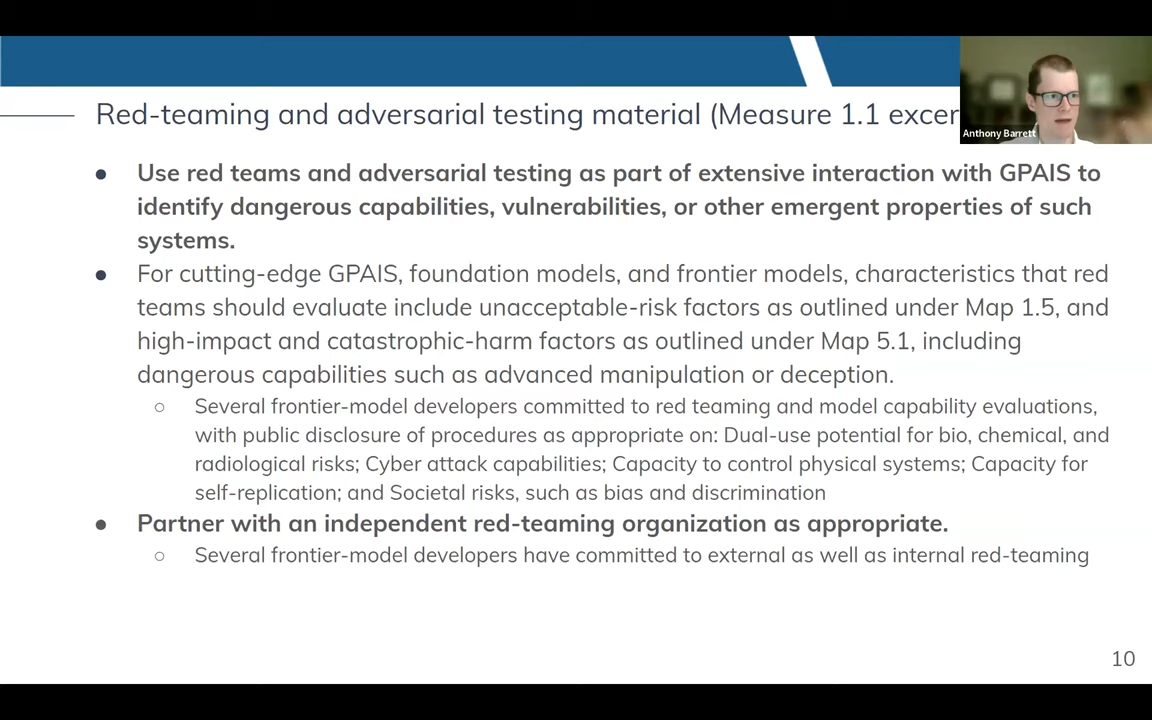 Red-teaming and adversarial testing material (Measure 1.1 excer
Anthony Barrett
● Use red teams and adversarial testing as part of extensive interaction with GPAIS to
identify dangerous capabilities, vulnerabilities, or other emergent properties of such
systems.
● For cutting-edge GPAIS, foundation models, and frontier models, characteristics that red
teams should evaluate include unacceptable-risk factors as outlined under Map 1.5, and
high-impact and catastrophic-harm factors as outlined under Map 5.1, including
dangerous capabilities such as advanced manipulation or deception.
○ Several frontier-model developers committed to red teaming and model capability evaluations,
with public disclosure of procedures as appropriate on: Dual-use potential for bio, chemical, and
radiological risks; Cyber attack capabilities; Capacity to control physical systems; Capacity for
self-replication; and Societal risks, such as bias and discrimination
● Partner with an independent red-teaming organization as appropriate.
○ Several frontier-model developers have committed to external as well as internal red-teaming
10